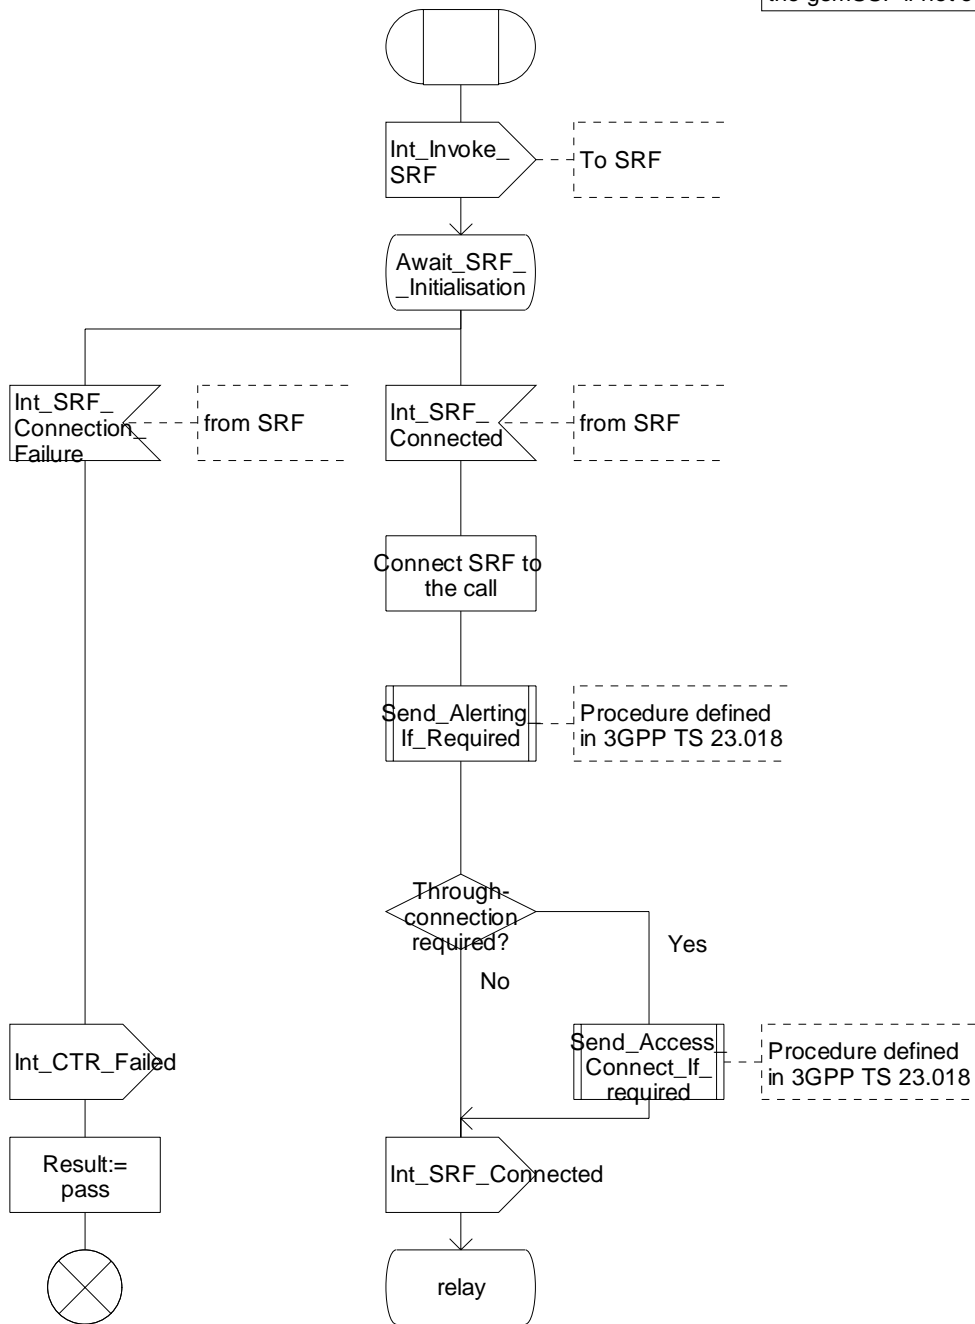 Int_Invoke_
SRF
To SRF
Await_SRF_
_Initialisation
Int_SRF_
Connection_
Failure
from SRF
Int_SRF_
Connected
from SRF
Connect SRF to
the call
Send_Alerting_
If_Required
Procedure defined
in 3GPP TS 23.018
Through-
connection
required?
Yes
No
Int_CTR_Failed
Send_Access_
Connect_If_
required
Procedure defined
in 3GPP TS 23.018
Result:=
pass
Int_SRF_Connected
relay